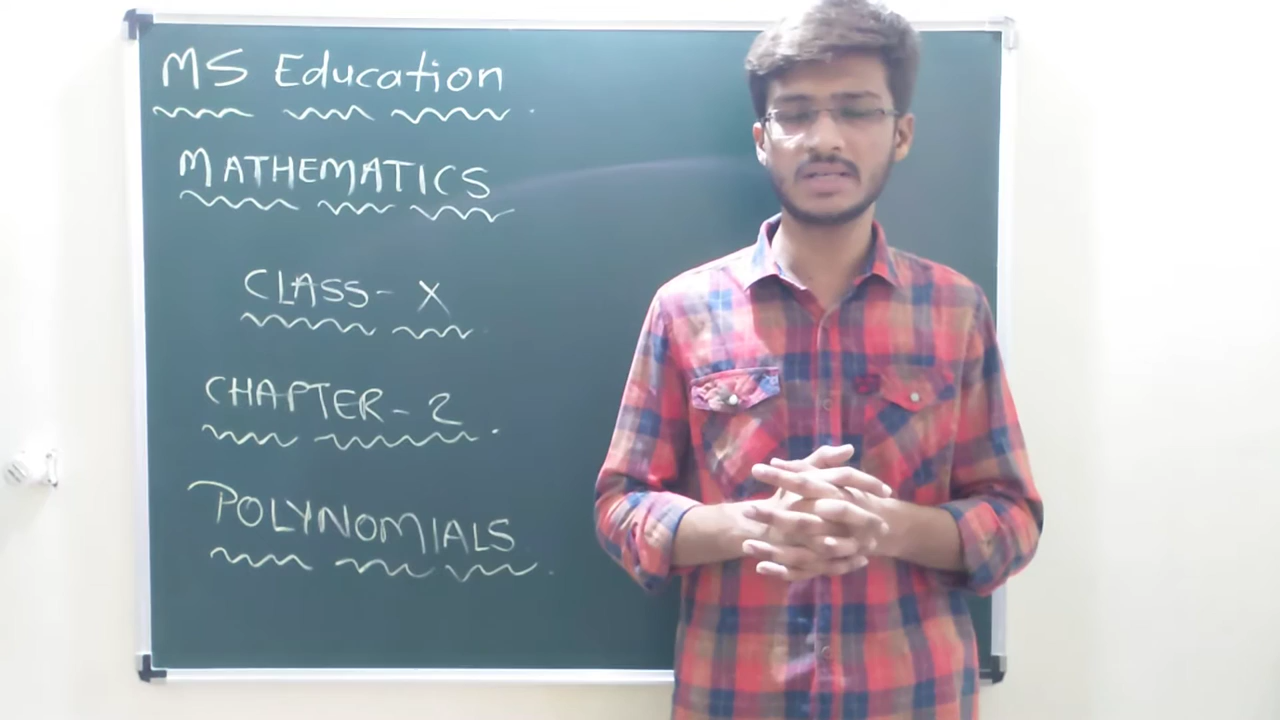 MS Education
MATHEMATICS
CLASS- X
CHAPTER- 2
POLYNOMIALS